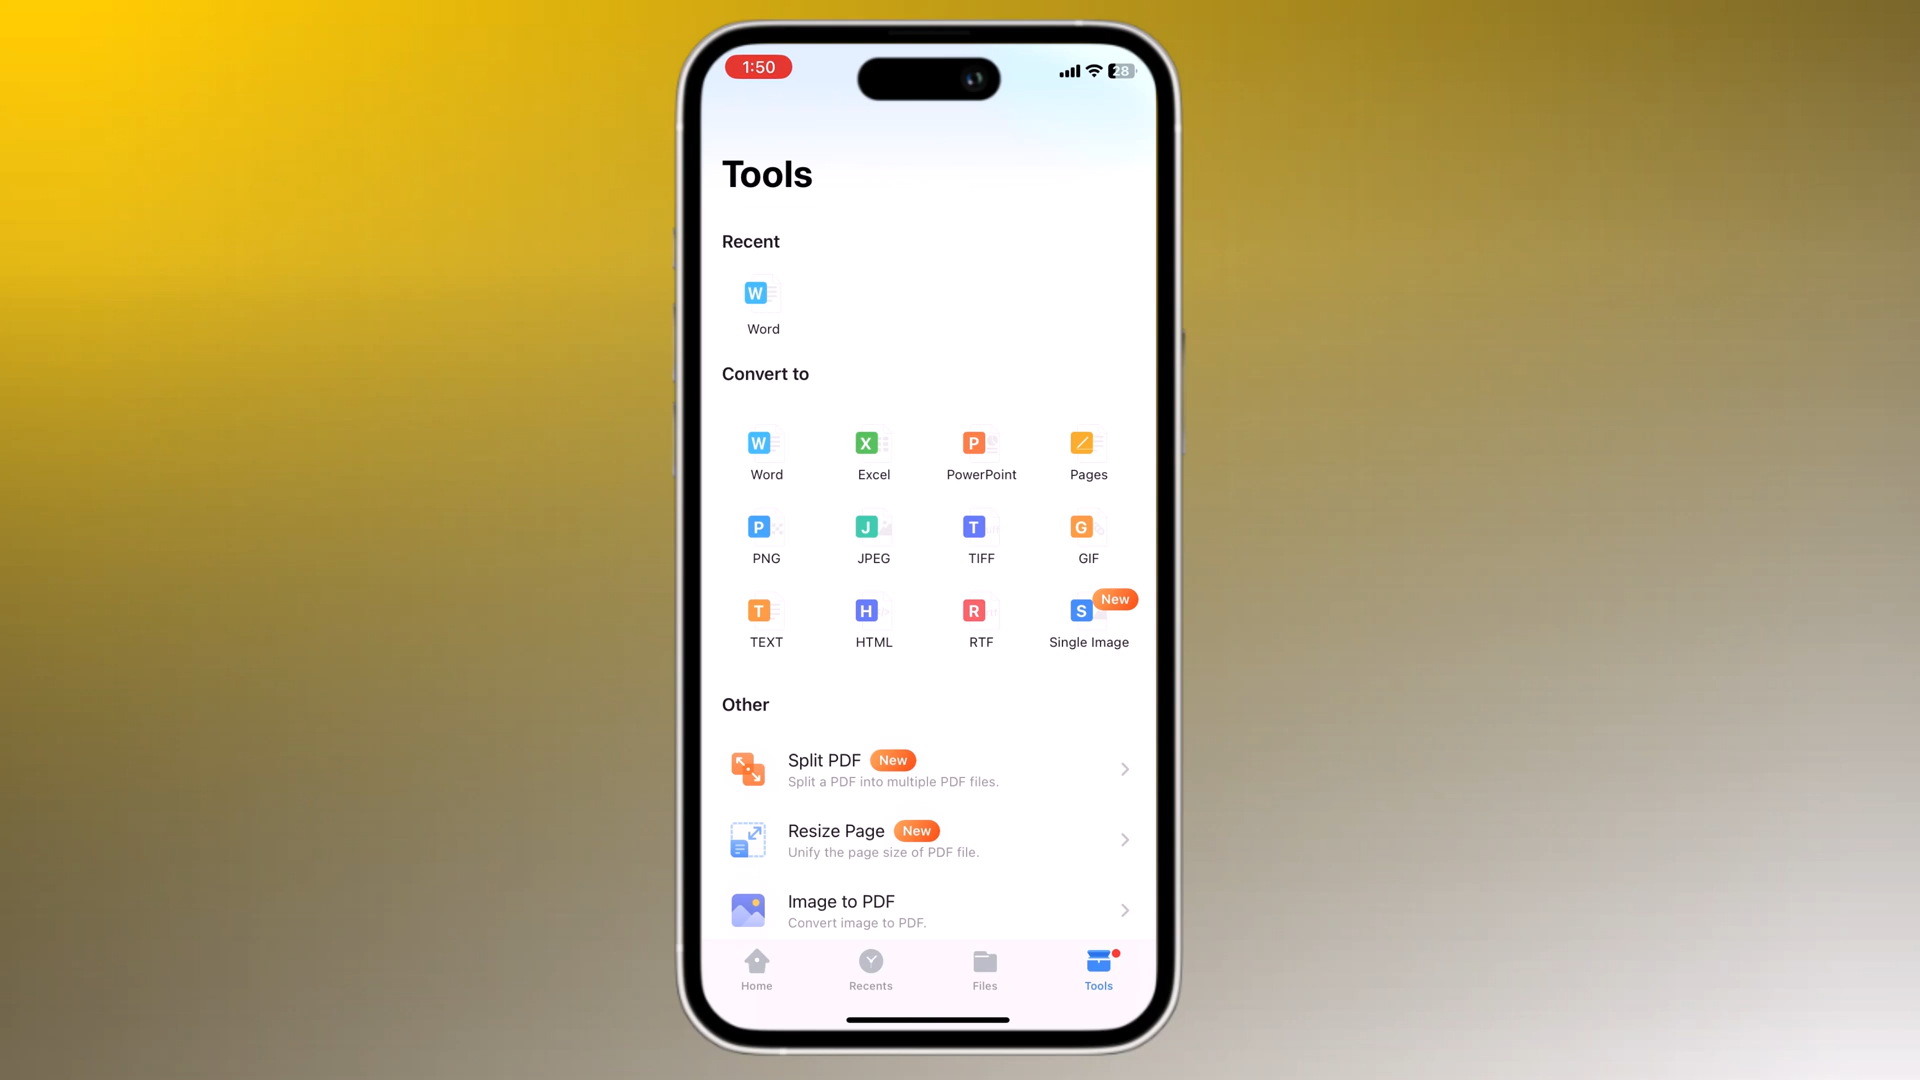 1:50
28
Tools
Recent
W
Word
Convert to
W X P
Word Excel PowerPoint Pages
P J T G
PNG JPEG TIFF GIF
New
T H R S
TEXT HTML RTF Single Image
Other
Split PDF New
Split a PDF into multiple PDF files.
Resize Page New
Unify the page size of PDF file.
Image to PDF
Convert image to PDF.
Home Recents Files Tools